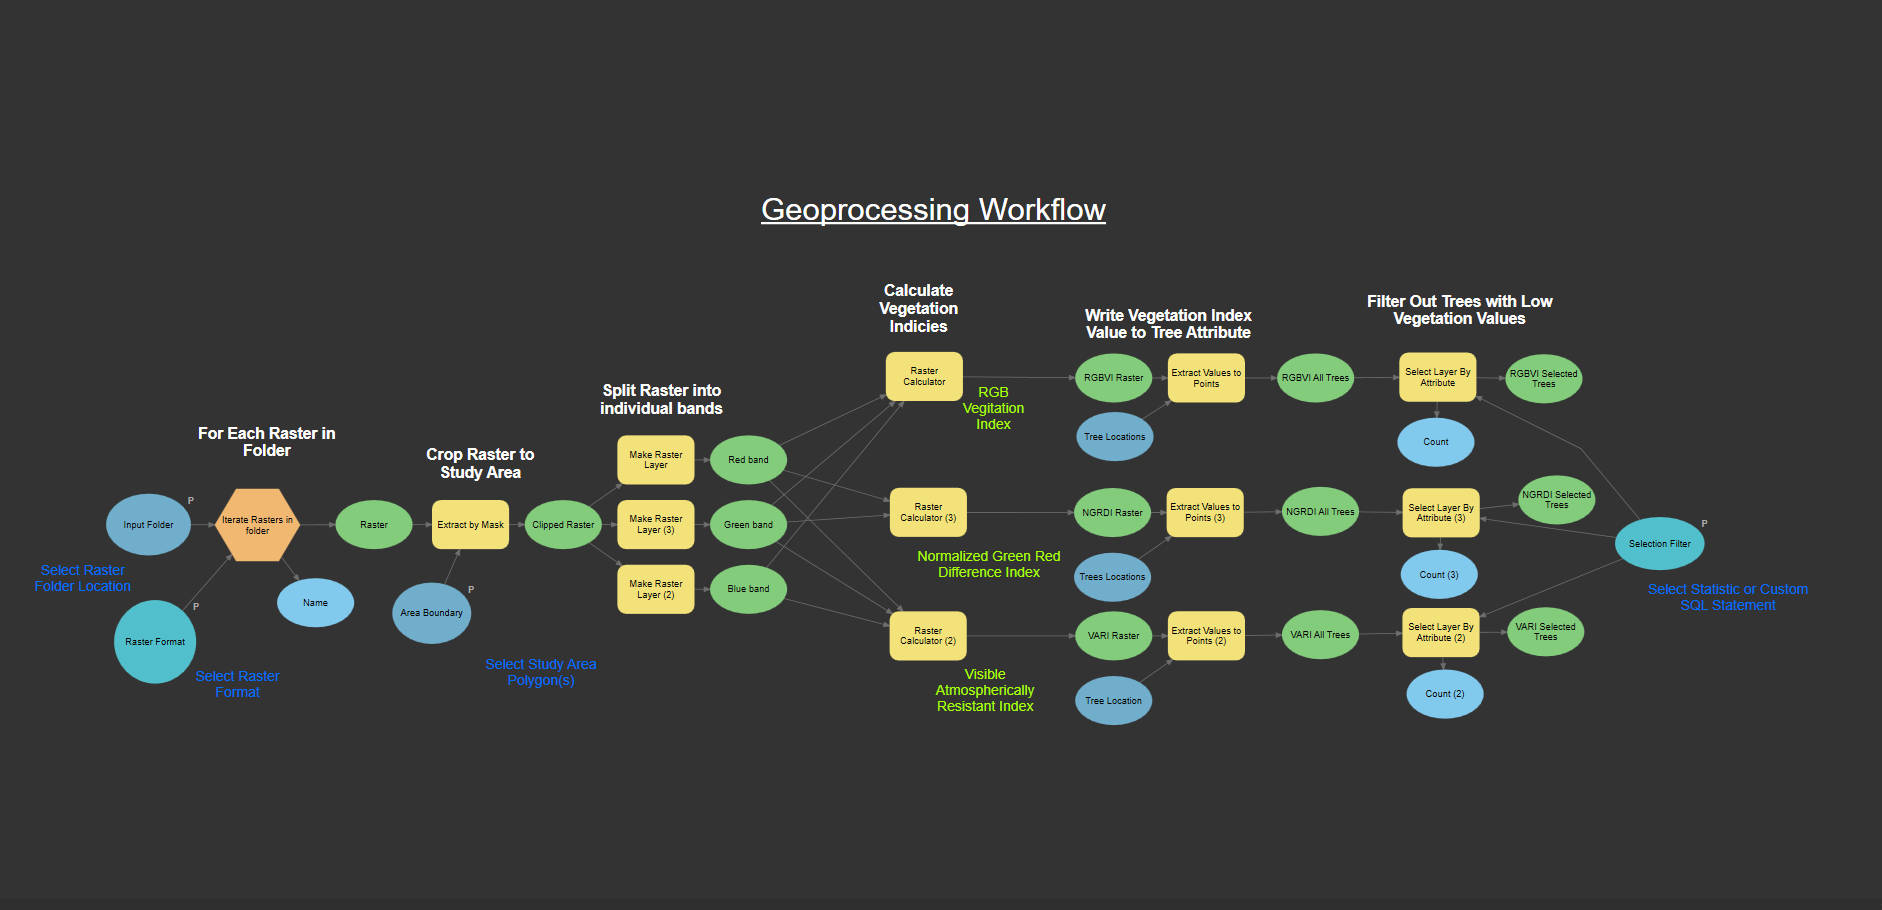 Geoprocessing Workflow
For Each Raster in
Folder
P
Input Folder
Iterate Rasters in
folder
Raster
Select Raster
Folder Location
Name
P
Raster Format
Select Raster
Format
Crop Raster to
Study Area
Extract by Mask
Clipped Raster
P
Area Boundary
Select Study Area
Polygon(s)
Split Raster into
individual bands
Make Raster
Layer
Red band
Make Raster
Layer (3)
Green band
Make Raster
Layer (2)
Blue band
Calculate
Vegetation
Indicies
Raster
Calculator
RGB
Vegitation
Index
Raster
Calculator (3)
Normalized Green Red
Difference Index
Raster
Calculator (2)
Visible
Atmospherically
Resistant Index
Write Vegetation Index
Value to Tree Attribute
RGBVI Raster
Extract Values to
Points
RGBVI All Trees
Tree Locations
NGRDI Raster
Extract Values to
Points (3)
NGRDI All Trees
Trees Locations
VARI Raster
Extract Values to
Points (2)
VARI All Trees
Tree Location
Filter Out Trees with Low
Vegetation Values
Select Layer By
Attribute
RGBVI Selected
Trees
Count
Select Layer By
Attribute (3)
NGRDI Selected
Trees
Count (3)
Select Layer By
Attribute (2)
VARI Selected
Trees
Count (2)
P
Selection Filter
Select Statistic or Custom
SQL Statement